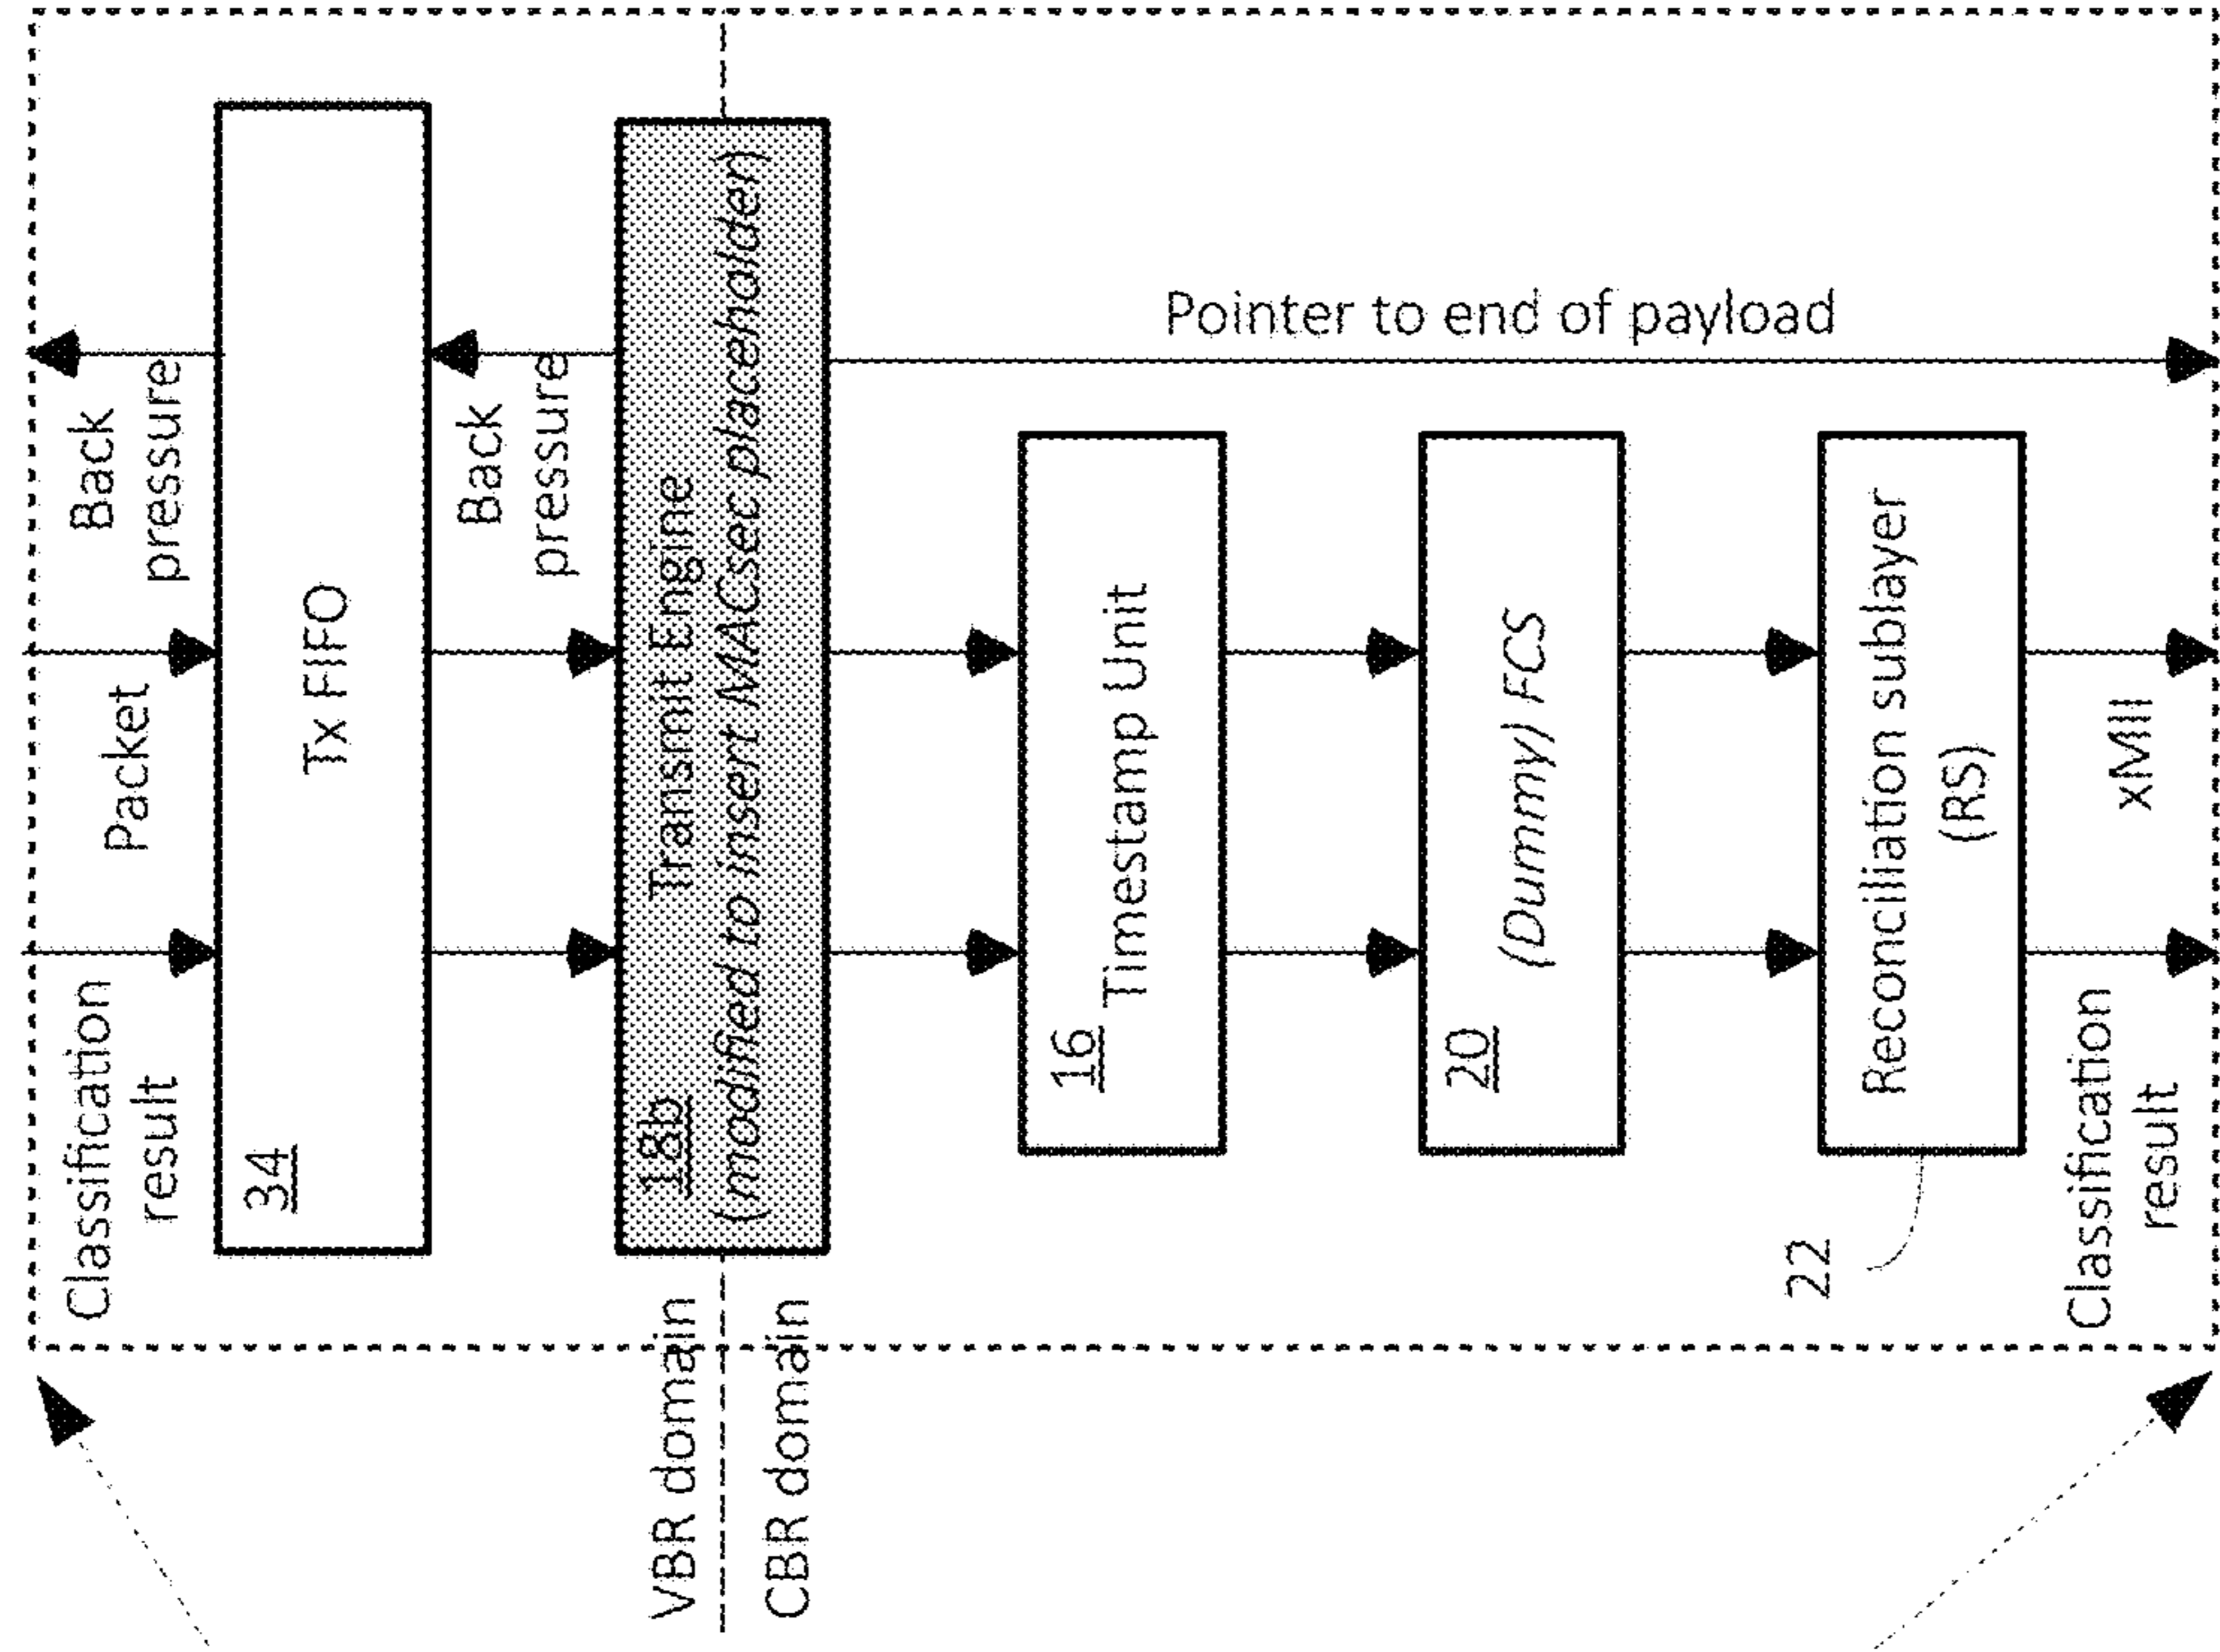 Classification
result
Packet
Back
pressure
34
Tx FIFO
Back
pressure
VBR domain
CBR domain
18b
Transmit Engine
(modified to insert MACsec placeholder)
Pointer to end of payload
16
Timestamp Unit
20
(Dummy) FCS
22
Reconciliation sublayer
(RS)
Classification
result
xMII